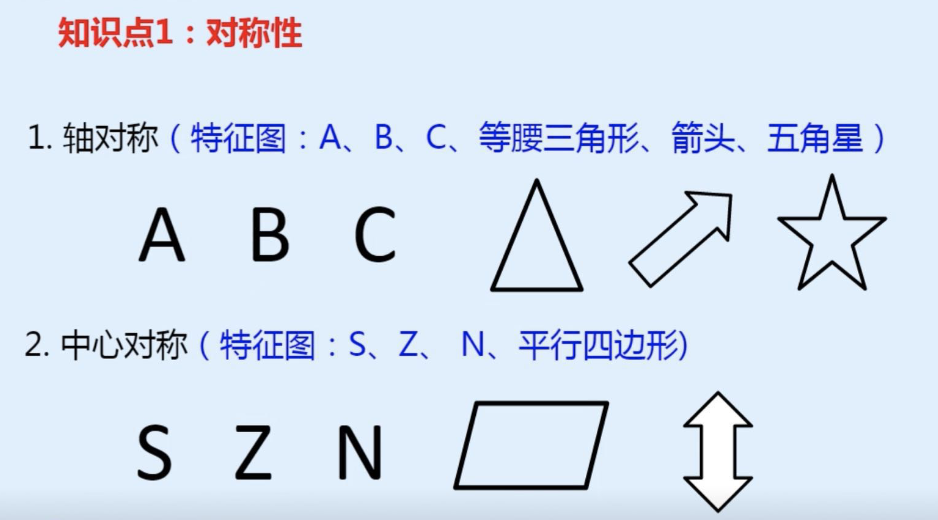 知识点1：对称性
1. 轴对称（特征图：A、B、C、等腰三角形、箭头、五角星）
A B C
2. 中心对称（特征图：S、Z、 N、平行四边形)
S Z N